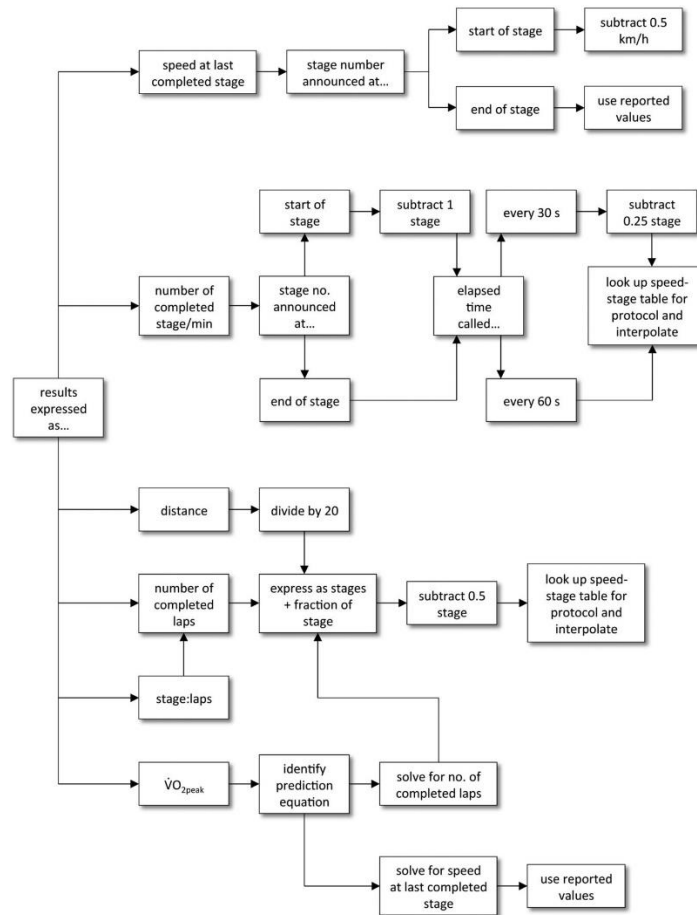 speed at last
completed stage
stage number
announced at...
start of stage
subtract 0.5
km/h
end of stage
use reported
values
start of
stage
subtract 1
stage
every 30 s
subtract
0.25 stage
number of
completed
stage/min
stage no.
announced
at...
elapsed
time
called...
look up speed-
stage table for
protocol and
interpolate
end of stage
every 60 s
results
expressed
as...
distance
divide by 20
number of
completed
laps
express as stages
+ fraction of
stage
subtract 0.5
stage
look up speed-
stage table for
protocol and
interpolate
stage:laps
V̇O2peak
identify
prediction
equation
solve for no. of
completed laps
solve for speed
at last completed
stage
use reported
values